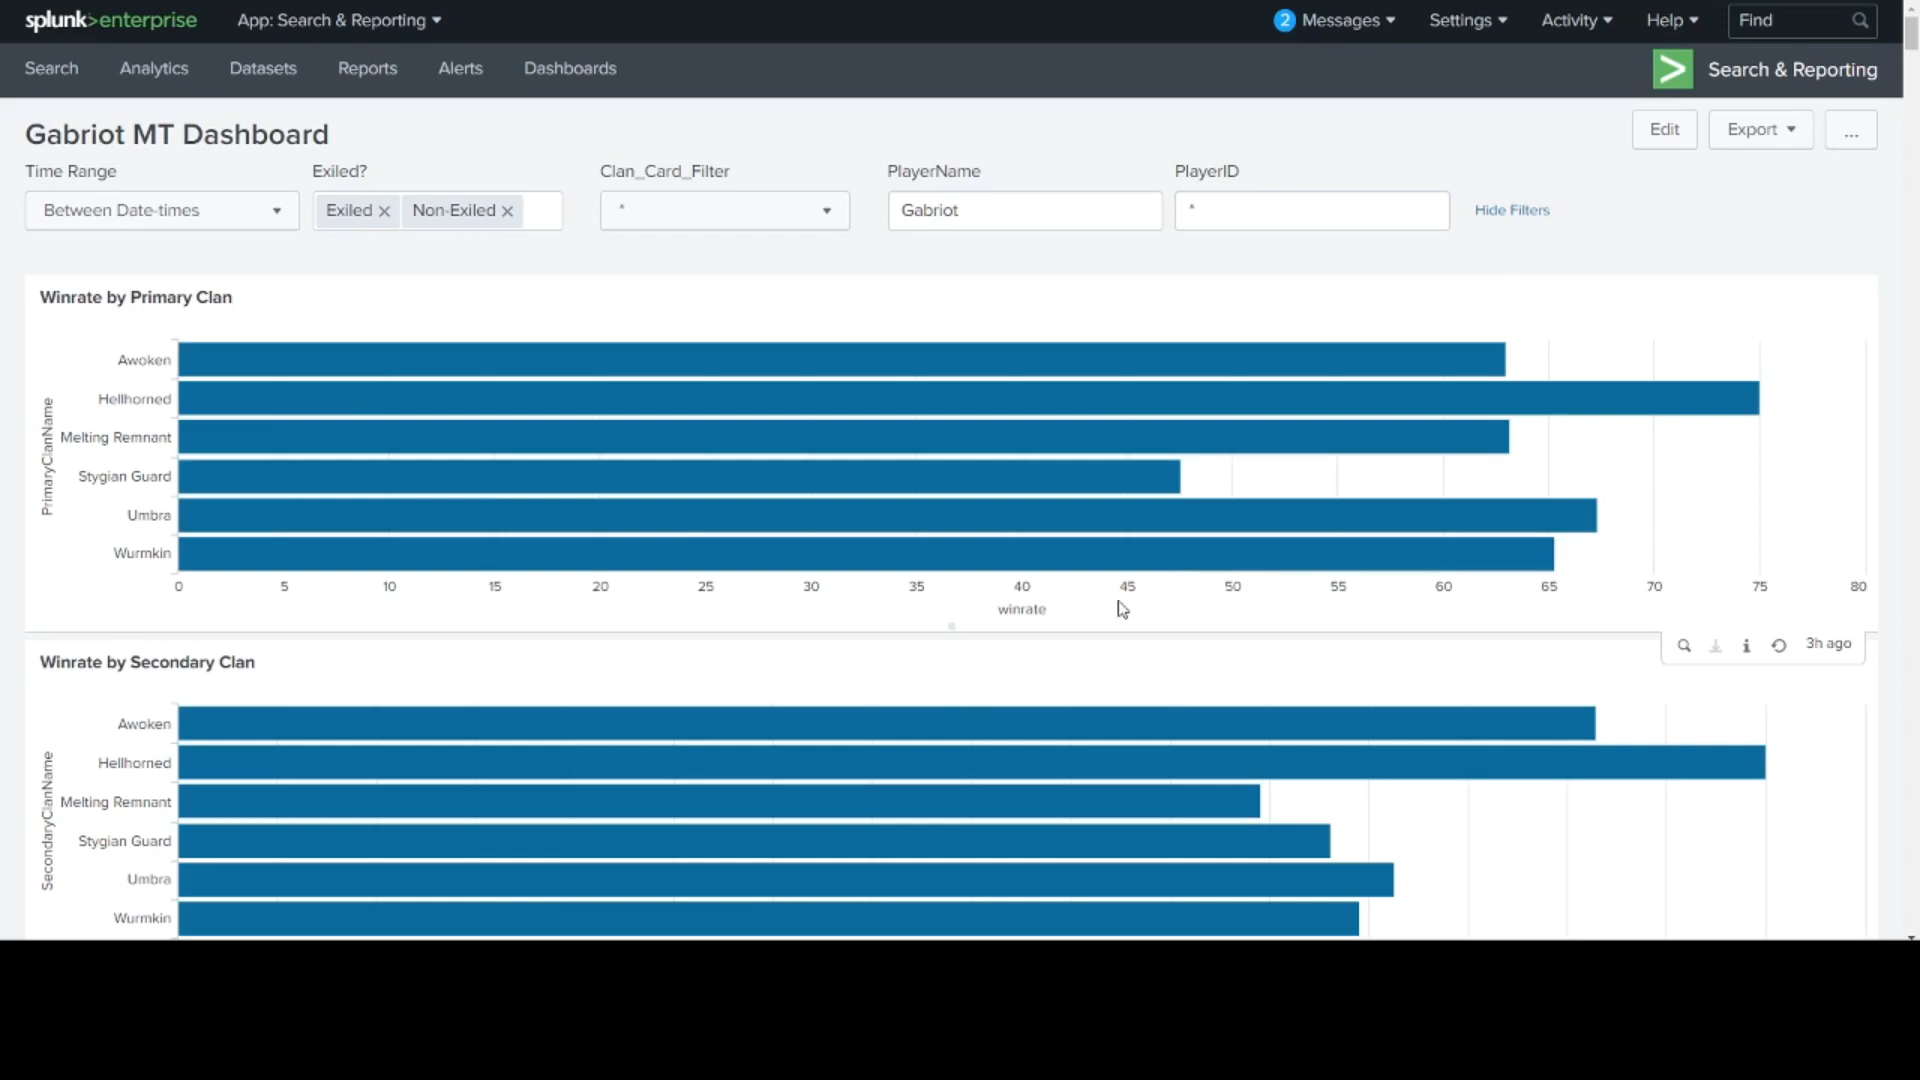 splunk>enterprise App: Search & Reporting 2 Messages Settings Activity Help Find
Search Analytics Datasets Reports Alerts Dashboards Search & Reporting
Gabriot MT Dashboard Edit Export ...
Time Range Exiled? Clan_Card_Filter PlayerName PlayerID
Between Date-times Exiled Non-Exiled * Gabriot * Hide Filters
Winrate by Primary Clan
PrimaryClanName
Awoken
Hellhorned
Melting Remnant
Stygian Guard
Umbra
Wurmkin
0 5 10 15 20 25 30 35 40 45 50 55 60 65 70 75 80
winrate
3h ago
Winrate by Secondary Clan
SecondaryClanName
Awoken
Hellhorned
Melting Remnant
Stygian Guard
Umbra
Wurmkin